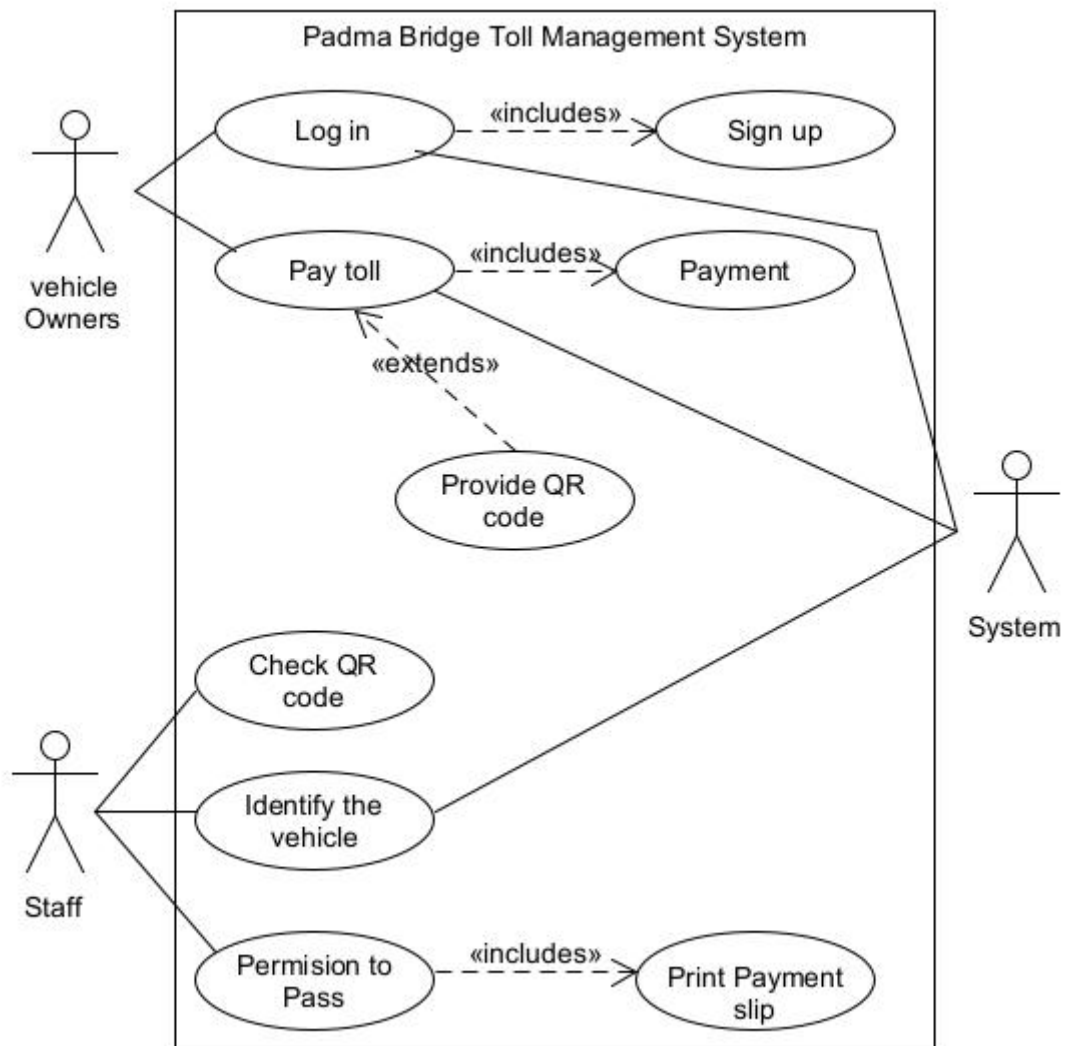 Padma Bridge Toll Management System
Log in
«includes»
Sign up
vehicle
Owners
Pay toll
«includes»
Payment
«extends»
Provide QR
code
System
Check QR
code
Identify the
vehicle
Staff
Permision to
Pass
«includes»
Print Payment
slip